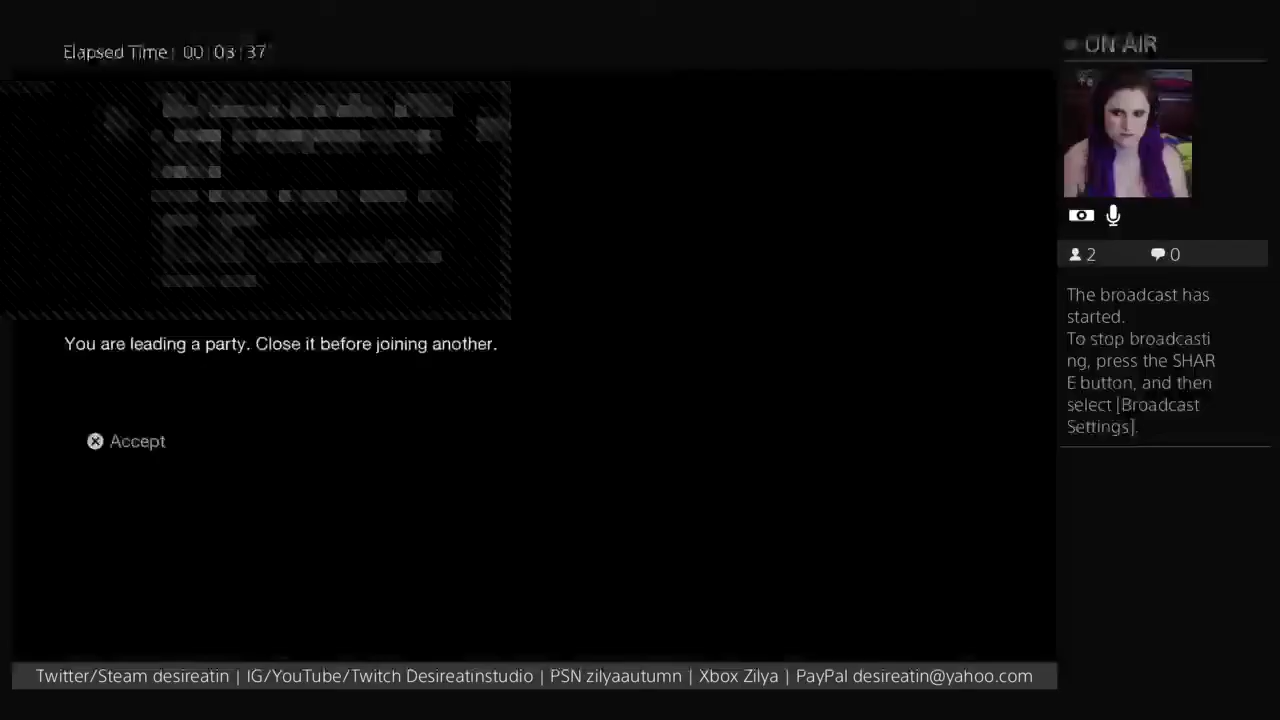 Elapsed Time 00 03 37
ON AIR
2
0
The broadcast has
started.
To stop broadcasti
ng, press the SHAR
E button, and then
select [Broadcast
Settings].
You are leading a party. Close it before joining another.
Accept
Twitter/Steam desireatin | IG/YouTube/Twitch Desireatinstudio | PSN zilyaautumn | Xbox Zilya | PayPal desireatin@yahoo.com